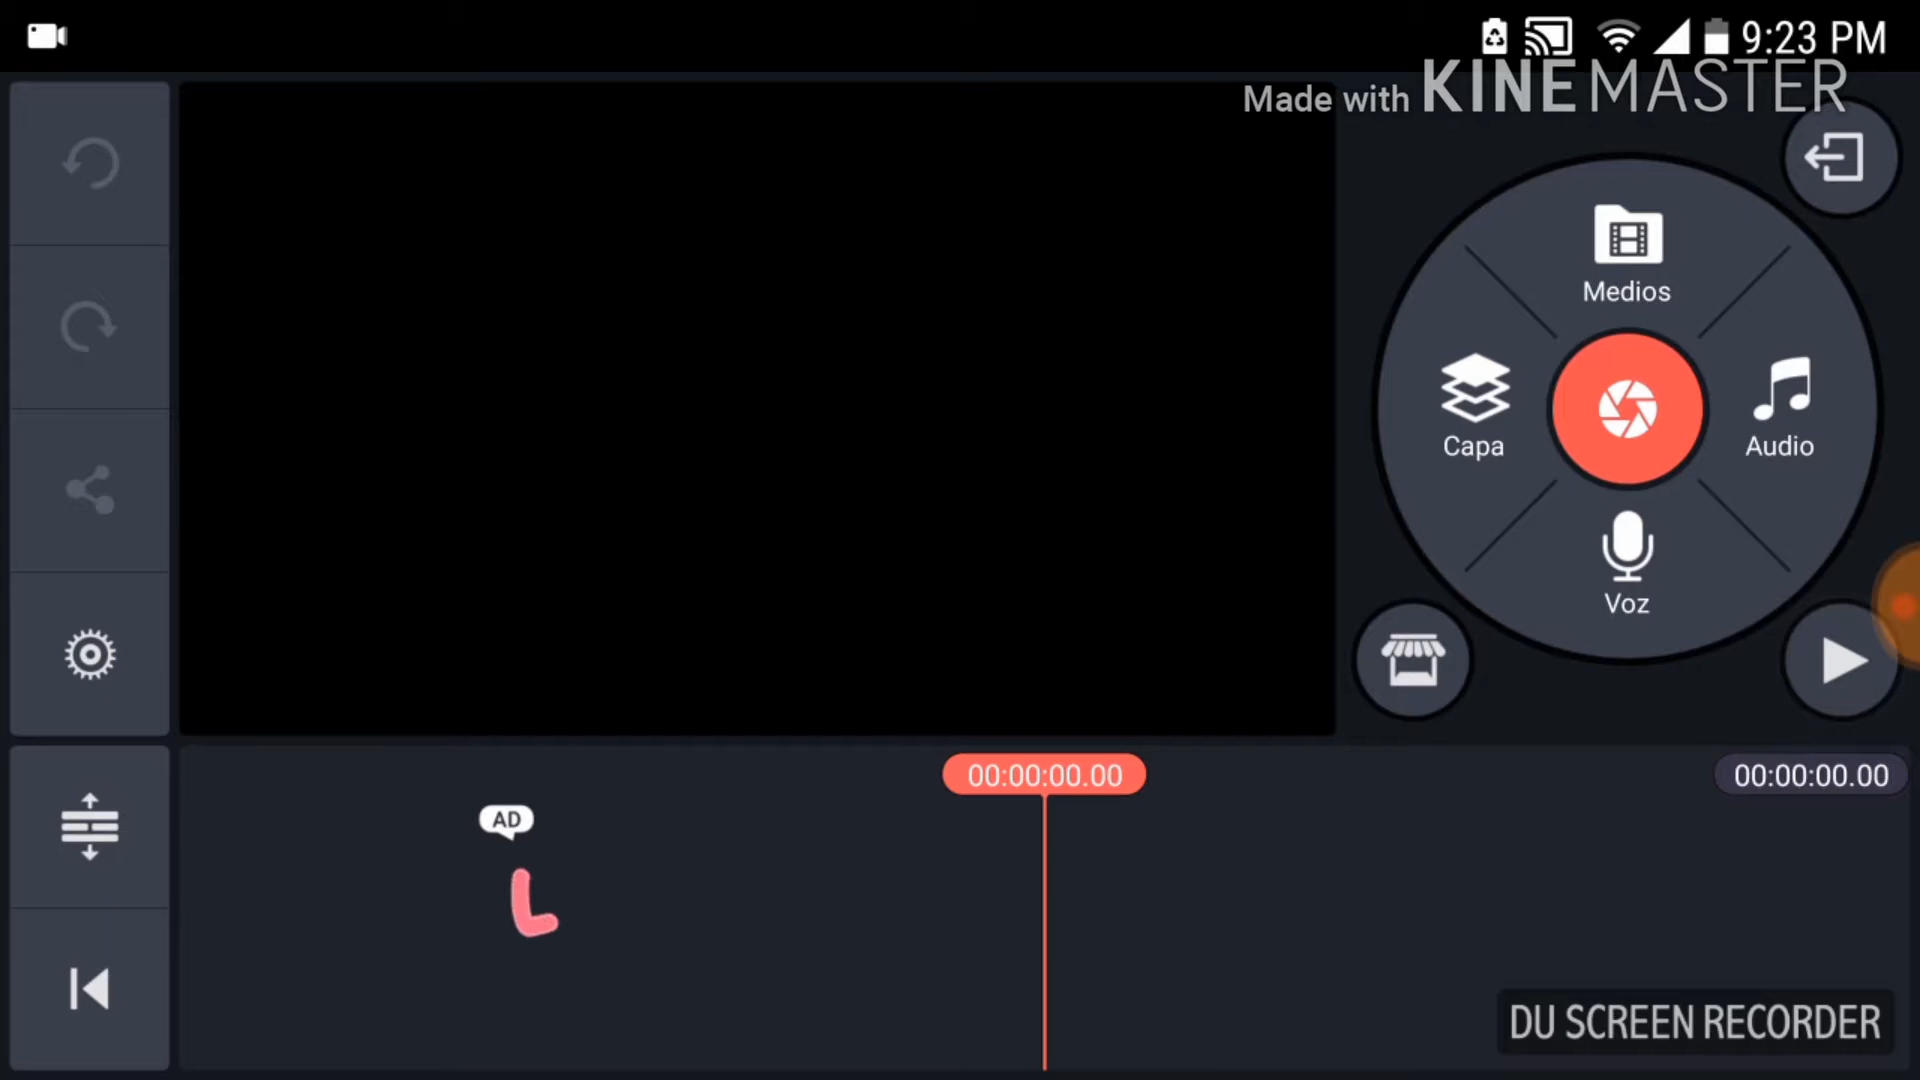 9:23 PM
Made with KINEMASTER
Medios
Capa
Audio
Voz
00:00:00.00
00:00:00.00
AD
L
DU SCREEN RECORDER